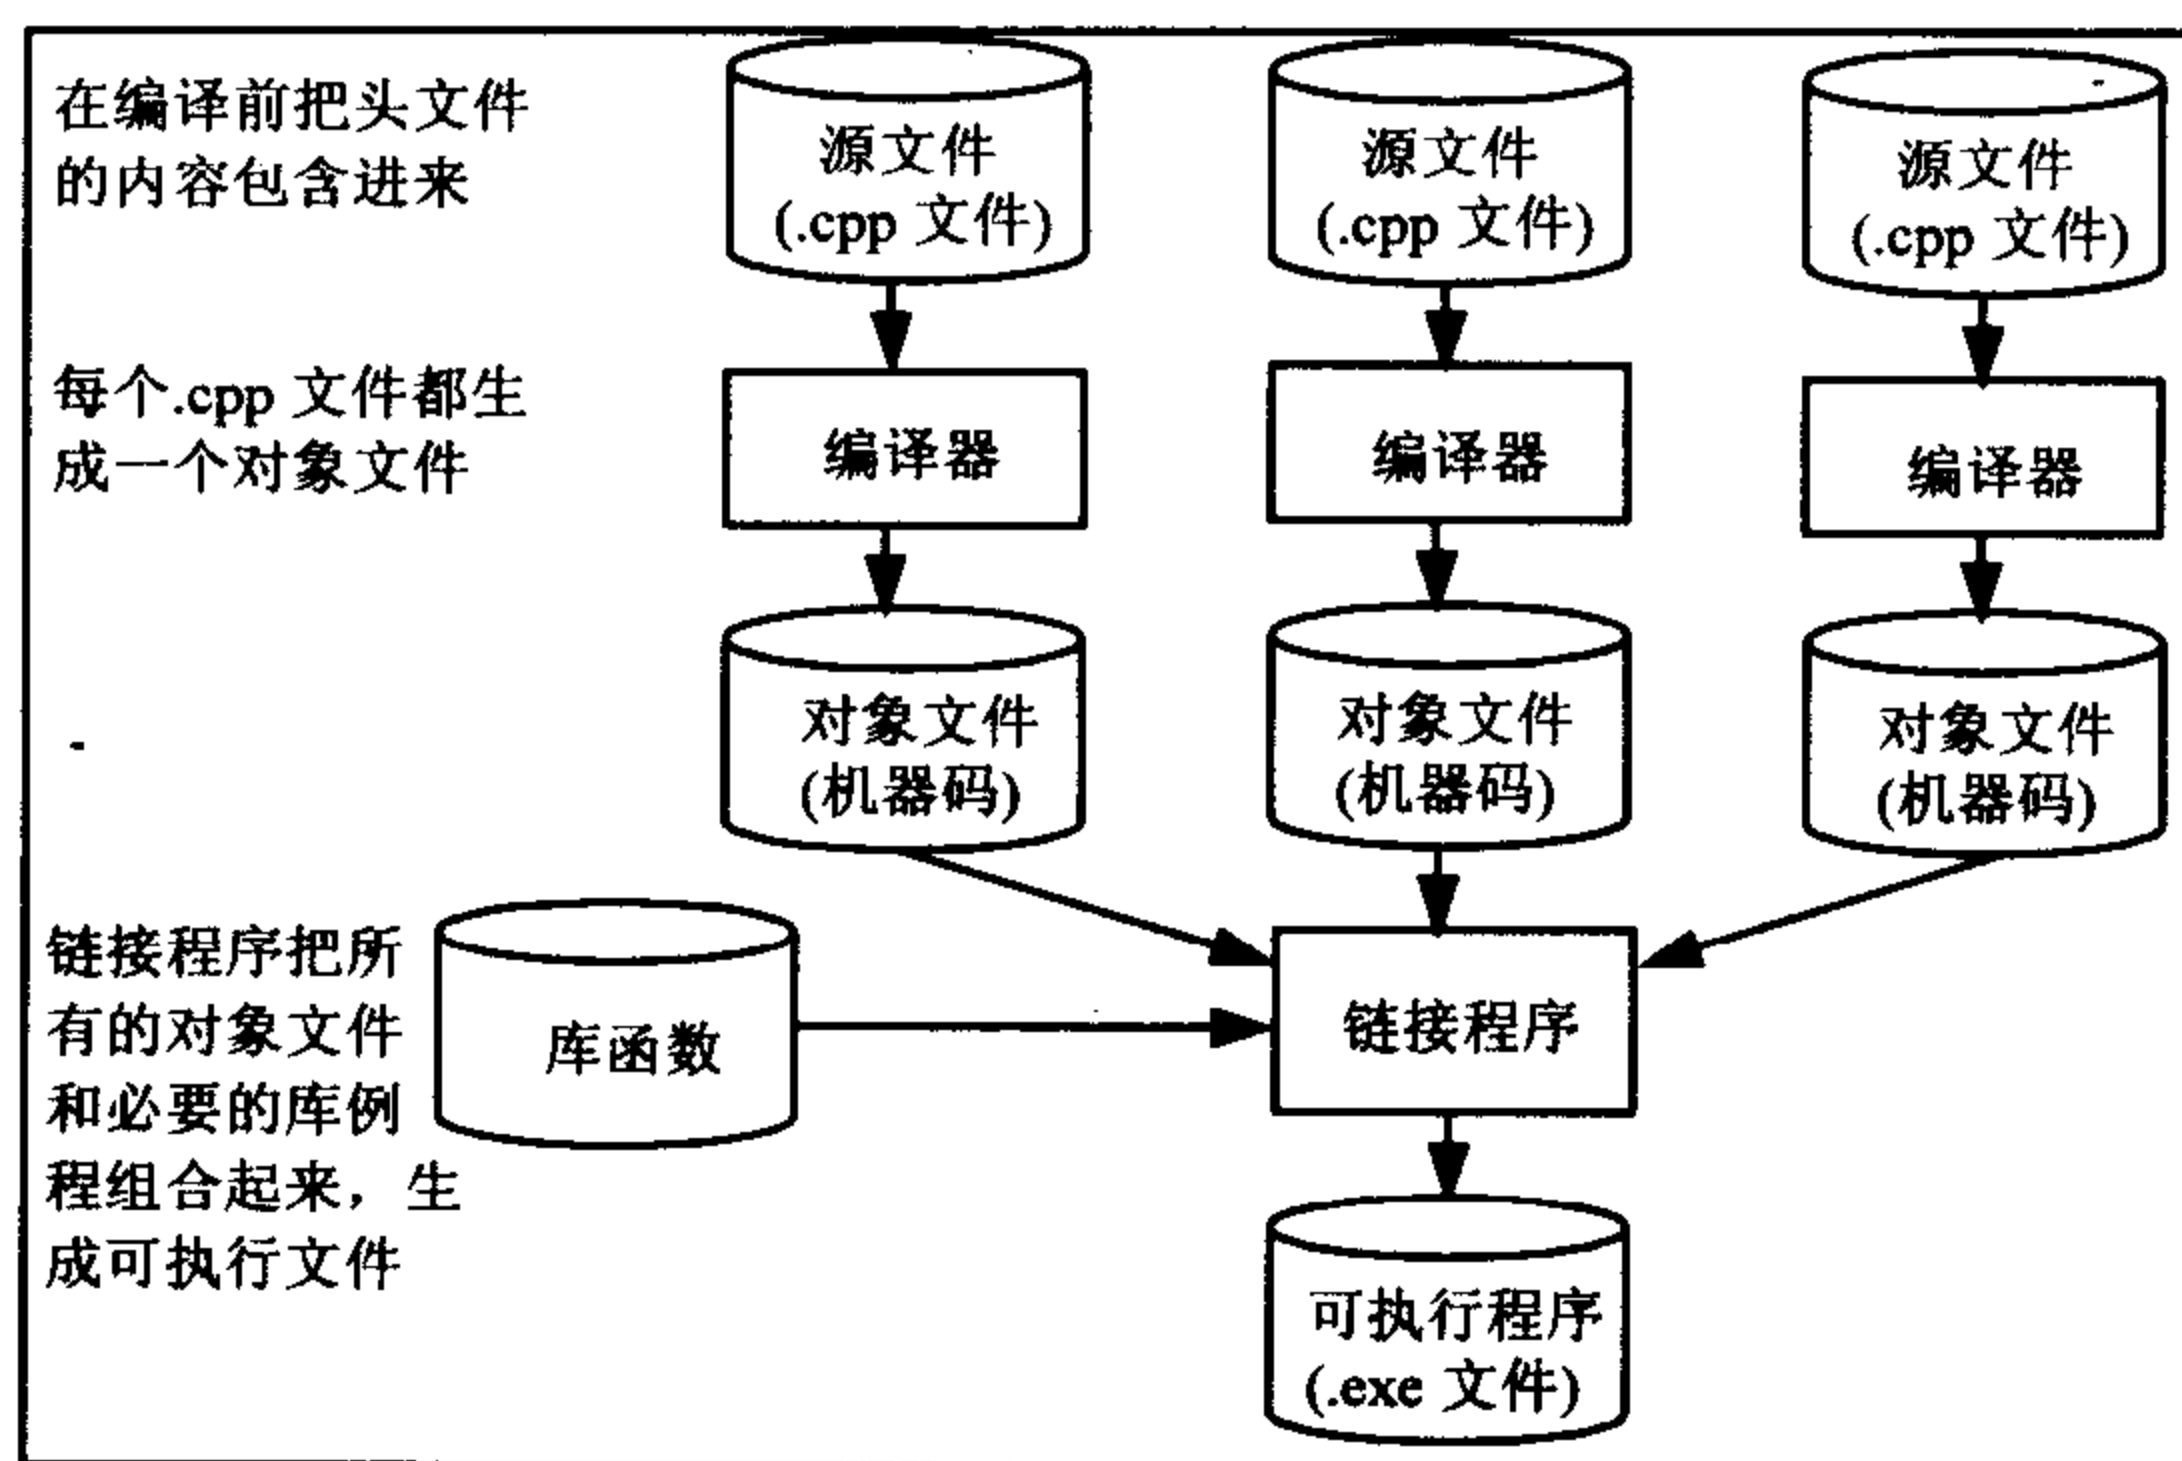 在编译前把头文件
的内容包含进来
源文件
(.cpp 文件)
源文件
(.cpp 文件)
源文件
(.cpp 文件)
每个.cpp 文件都生
成一个对象文件
编译器
编译器
编译器
对象文件
(机器码)
对象文件
(机器码)
对象文件
(机器码)
链接程序把所
有的对象文件
和必要的库例
程组合起来，生
成可执行文件
库函数
链接程序
可执行程序
(.exe 文件)